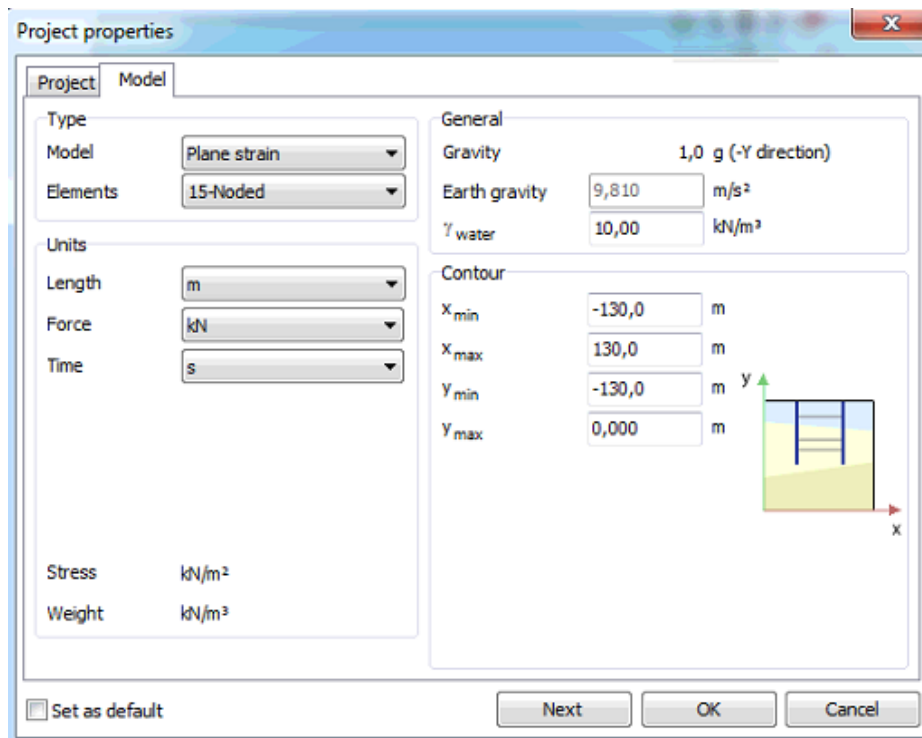 Project properties
Project Model
Type
Model Plane strain
Elements 15-Noded
Units
Length m
Force kN
Time s
Stress kN/m²
Weight kN/m³
General
Gravity 1,0 g (-Y direction)
Earth gravity 9,810 m/s²
γ water 10,00 kN/m³
Contour
x min -130,0 m
x max 130,0 m
y min -130,0 m
y max 0,000 m
y
x
Set as default Next OK Cancel